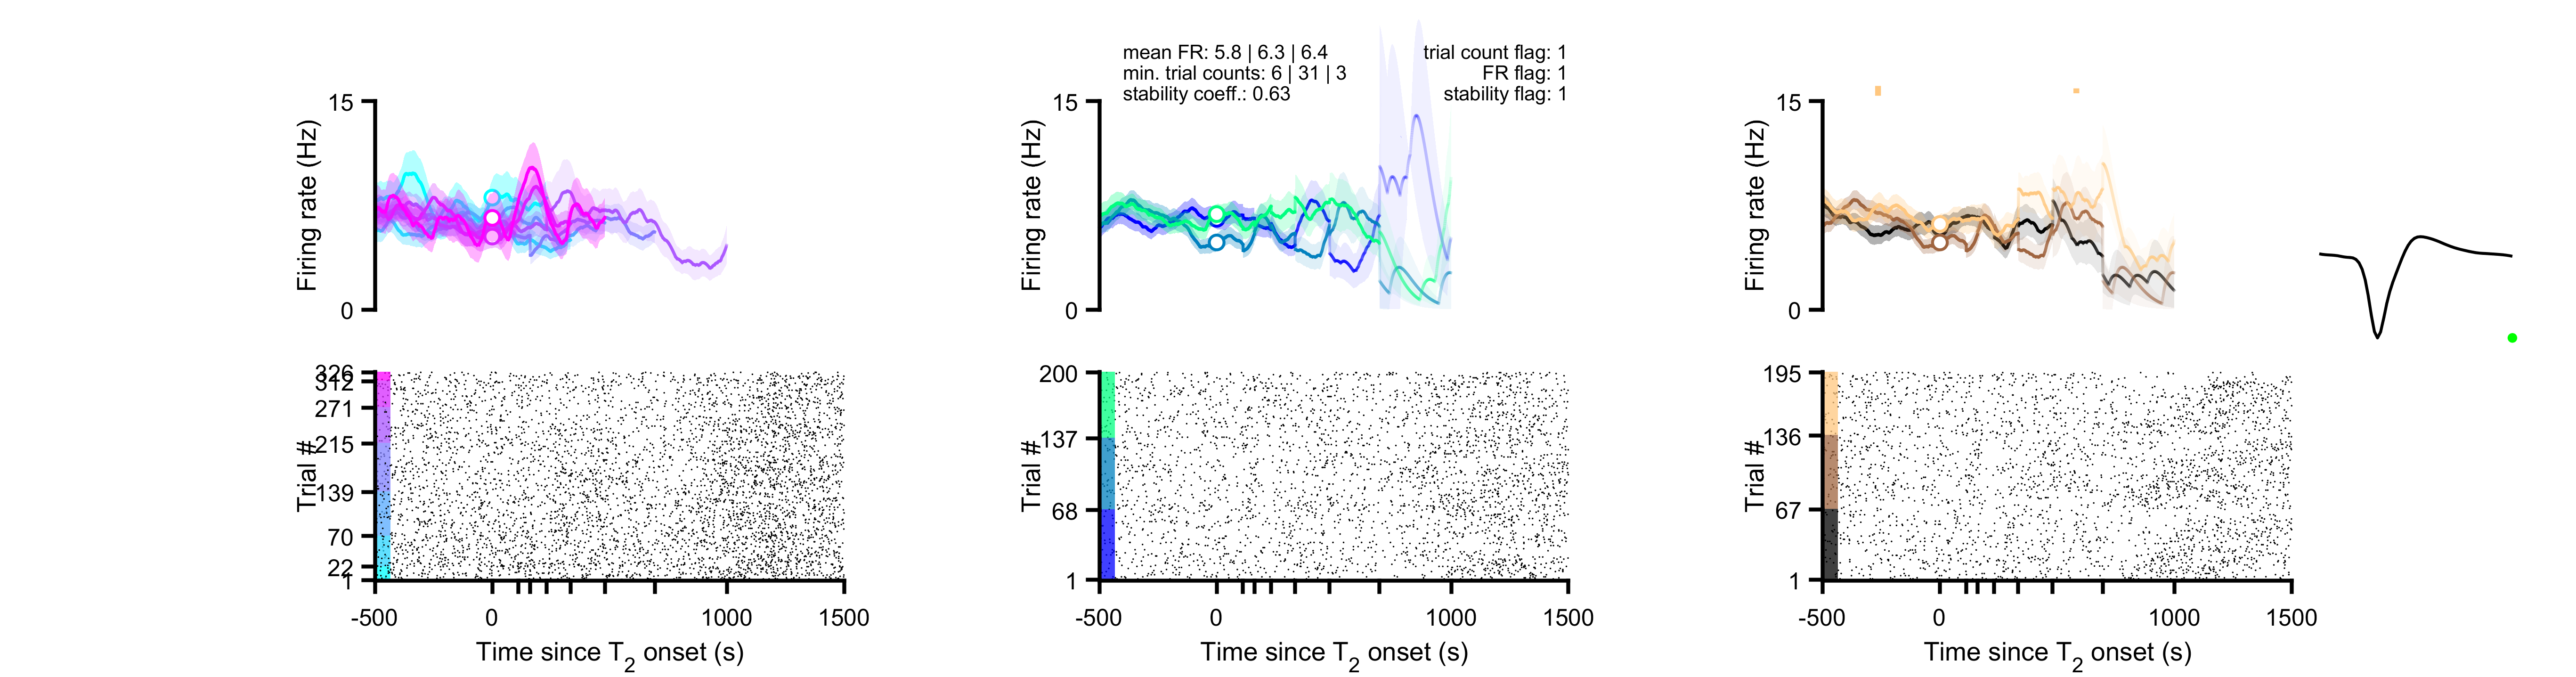 mean FR: 5.8 | 6.3 | 6.4
min. trial counts: 6 | 31 | 3
stability coeff.: 0.63
trial count flag: 1
FR flag: 1
stability flag: 1
Firing rate (Hz)
15
0
Firing rate (Hz)
15
0
Firing rate (Hz)
15
0
Trial #
326
342
271
215
139
70
22
1
-500
0
1000
1500
Time since T2 onset (s)
Trial #
200
137
68
1
-500
0
1000
1500
Time since T2 onset (s)
Trial #
195
136
67
1
-500
0
1000
1500
Time since T2 onset (s)